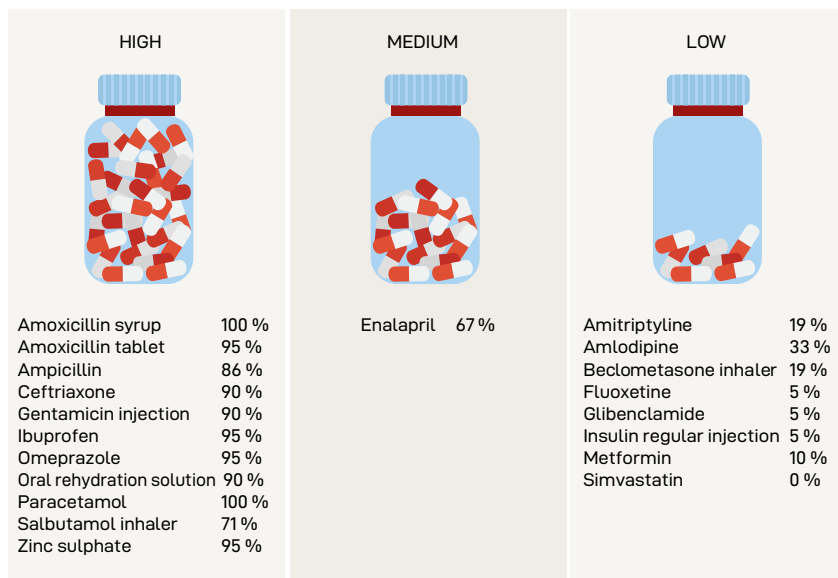 HIGH
Amoxicillin syrup 100 %
Amoxicillin tablet 95 %
Ampicillin 86 %
Ceftriaxone 90 %
Gentamicin injection 90 %
Ibuprofen 95 %
Omeprazole 95 %
Oral rehydration solution 90 %
Paracetamol 100 %
Salbutamol inhaler 71 %
Zinc sulphate 95 %
MEDIUM
Enalapril 67 %
LOW
Amitriptyline 19 %
Amlodipine 33 %
Beclometasone inhaler 19 %
Fluoxetine 5 %
Glibenclamide 5 %
Insulin regular injection 5 %
Metformin 10 %
Simvastatin 0 %